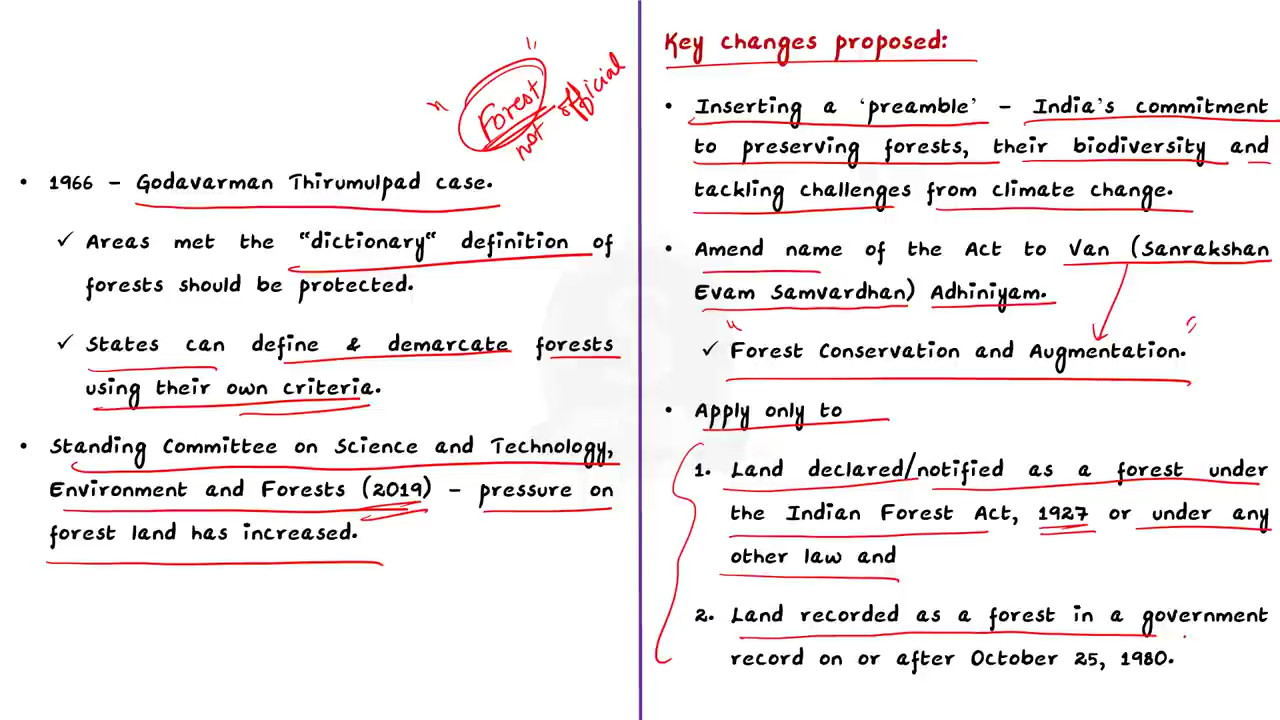 "Forest"
not official
• 1966 – Godavarman Thirumulpad case.
✓ Areas met the "dictionary" definition of
forests should be protected.
✓ States can define & demarcate forests
using their own criteria.
• Standing Committee on Science and Technology,
Environment and Forests (2019) – pressure on
forest land has increased.
Key changes proposed:
• Inserting a 'preamble' – India's commitment
to preserving forests, their biodiversity and
tackling challenges from climate change.
• Amend name of the Act to Van (Sanrakshan
Evam Samvardhan) Adhiniyam.
✓ Forest Conservation and Augmentation.
• Apply only to
1. Land declared/notified as a forest under
the Indian Forest Act, 1927 or under any
other law and
2. Land recorded as a forest in a government
record on or after October 25, 1980.